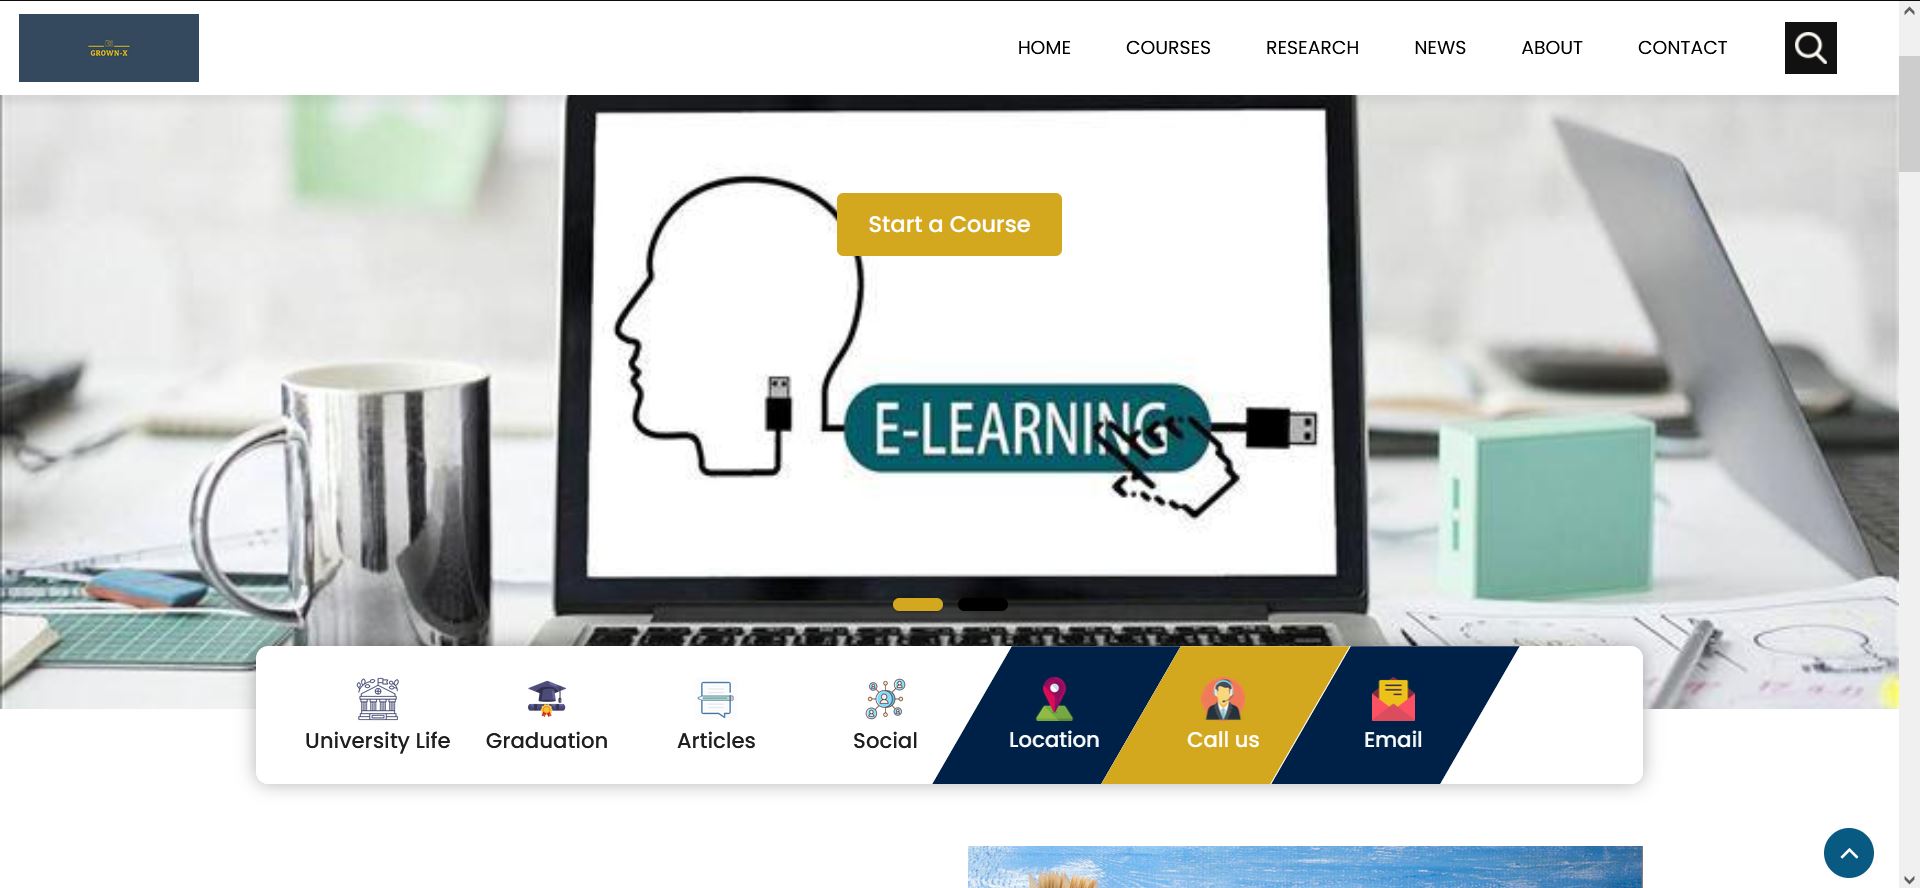 GROWN-X
HOME COURSES RESEARCH NEWS ABOUT CONTACT
Start a Course
E-LEARNING
University Life Graduation Articles Social Location Call us Email